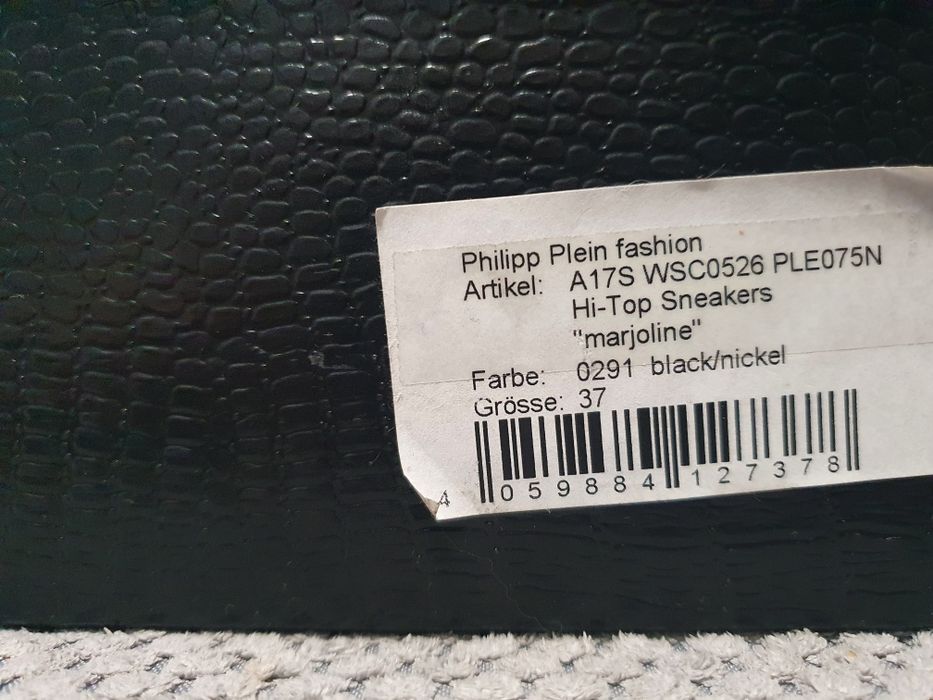 Philipp Plein fashion
Artikel: A17S WSC0526 PLE075N
Hi-Top Sneakers
"marjoline"
Farbe: 0291 black/nickel
Grösse: 37
4 059884 127378